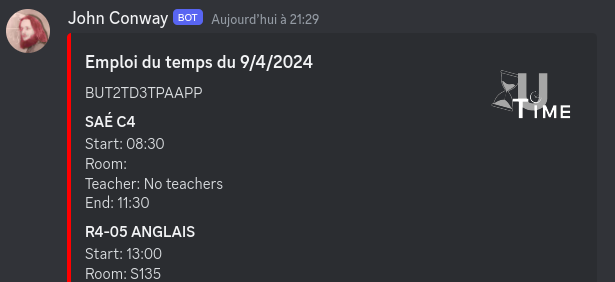 John Conway BOT Aujourd'hui à 21:29
Emploi du temps du 9/4/2024
BUT2TD3TPAAPP
U
TIME
SAÉ C4
Start: 08:30
Room:
Teacher: No teachers
End: 11:30
R4-05 ANGLAIS
Start: 13:00
Room: S135